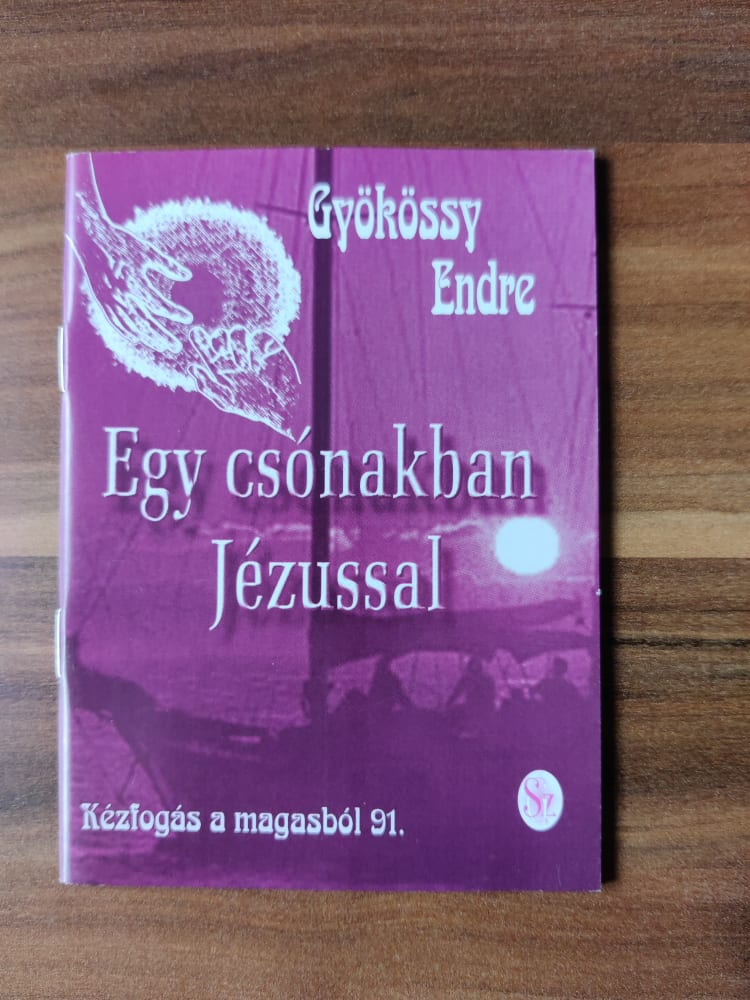 Gyökössy
Endre
Egy csónakban
Jézussal
Kézfogás a magasból 91.
Sz